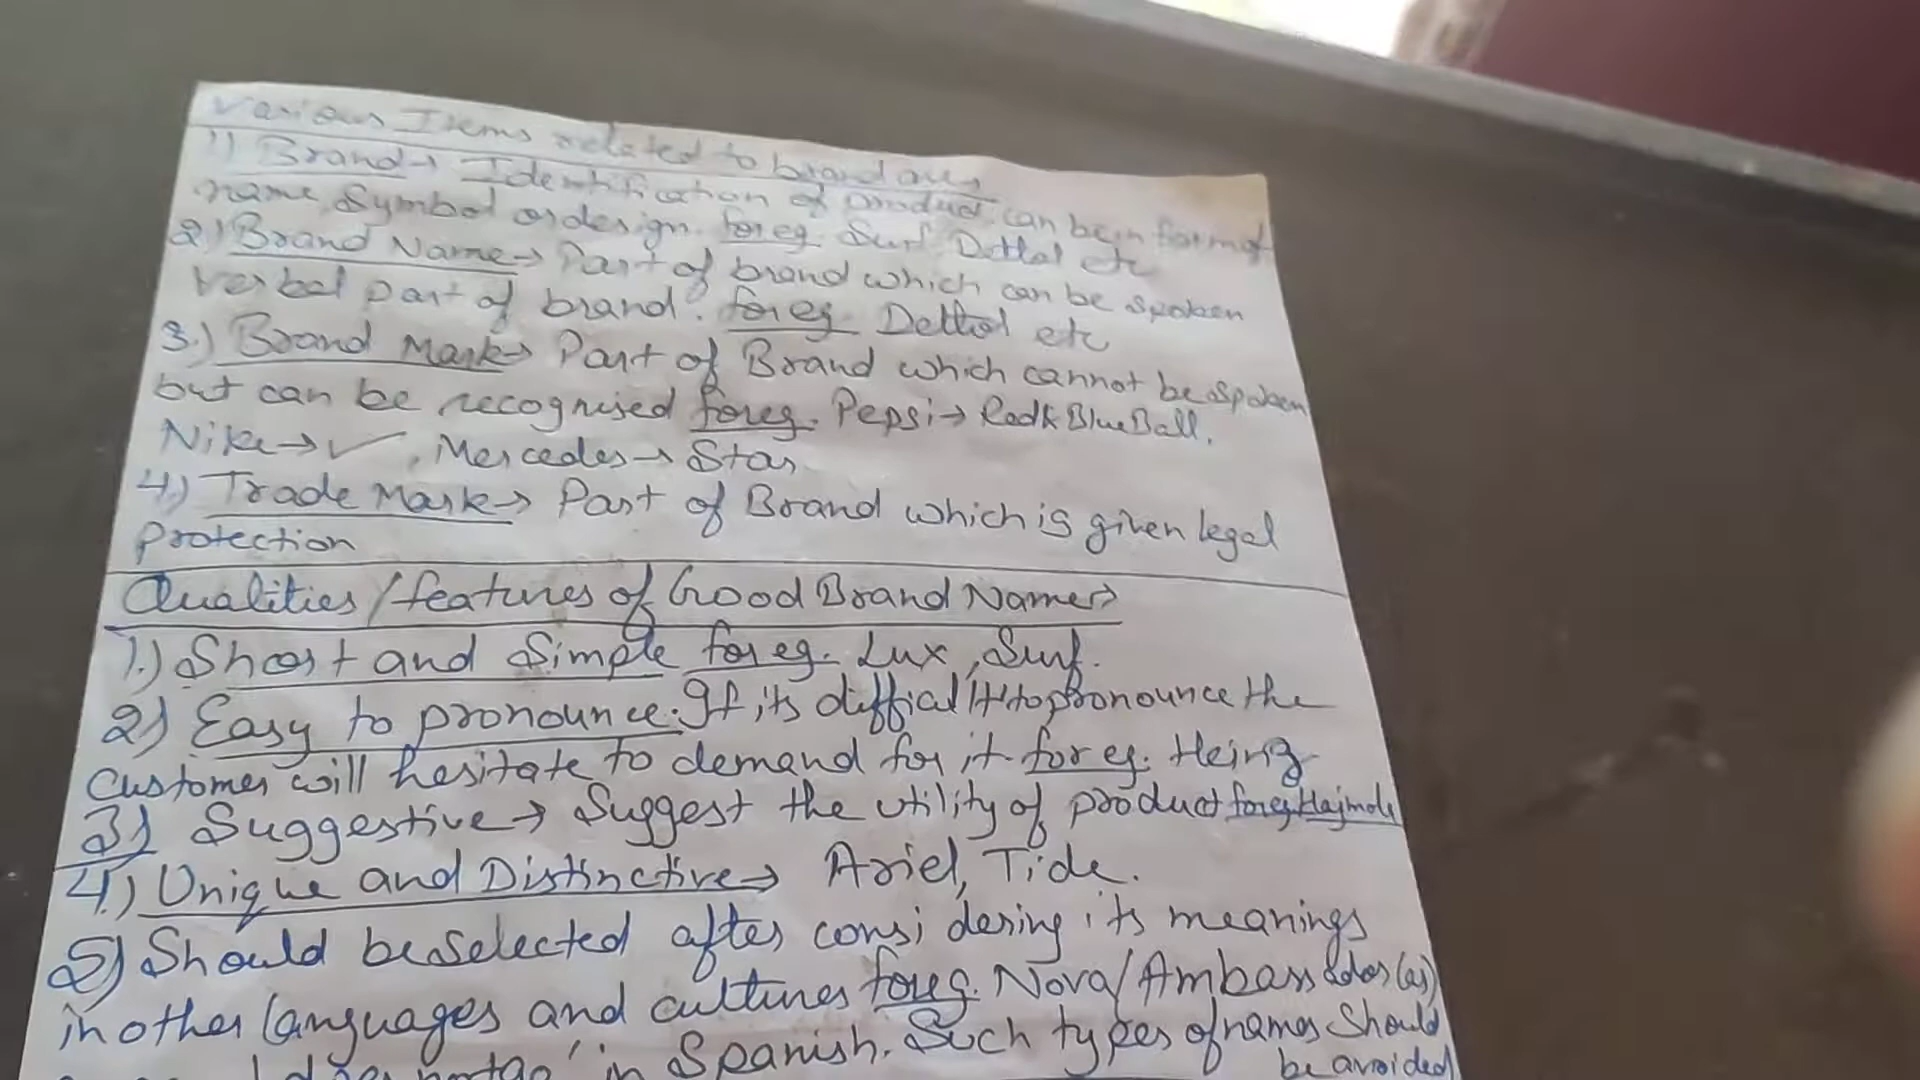 Various Items related to brand are
1) Brand→ Identification of product can be in form of
name, Symbol or design. for eg. Surf, Dettol etc
2) Brand Name→ Part of brand which can be spoken
Verbal part of brand. for eg. Dettol etc
3.) Brand Mark→ Part of Brand which cannot be spoken
but can be recognised for eg. Pepsi→ Red & Blue Ball.
Nike→ ✓, Mercedes→ Star
4.) Trade Mark→ Part of Brand which is given legal
Protection
Qualities/features of Good Brand Name→
1.) Short and Simple for eg. Lux, Surf.
2) Easy to pronounce. If its difficult to pronounce the
Customer will hesitate to demand for it for eg.
3) Suggestive→ Suggest the utility of product for eg Hajmola
4.) Unique and Distinctive→ Ariel, Tide.
5) Should be Selected after considering its meanings
in other languages and cultures for eg. Nova/Ambassador (as)
in Spanish. Such types of names Should
be avoided